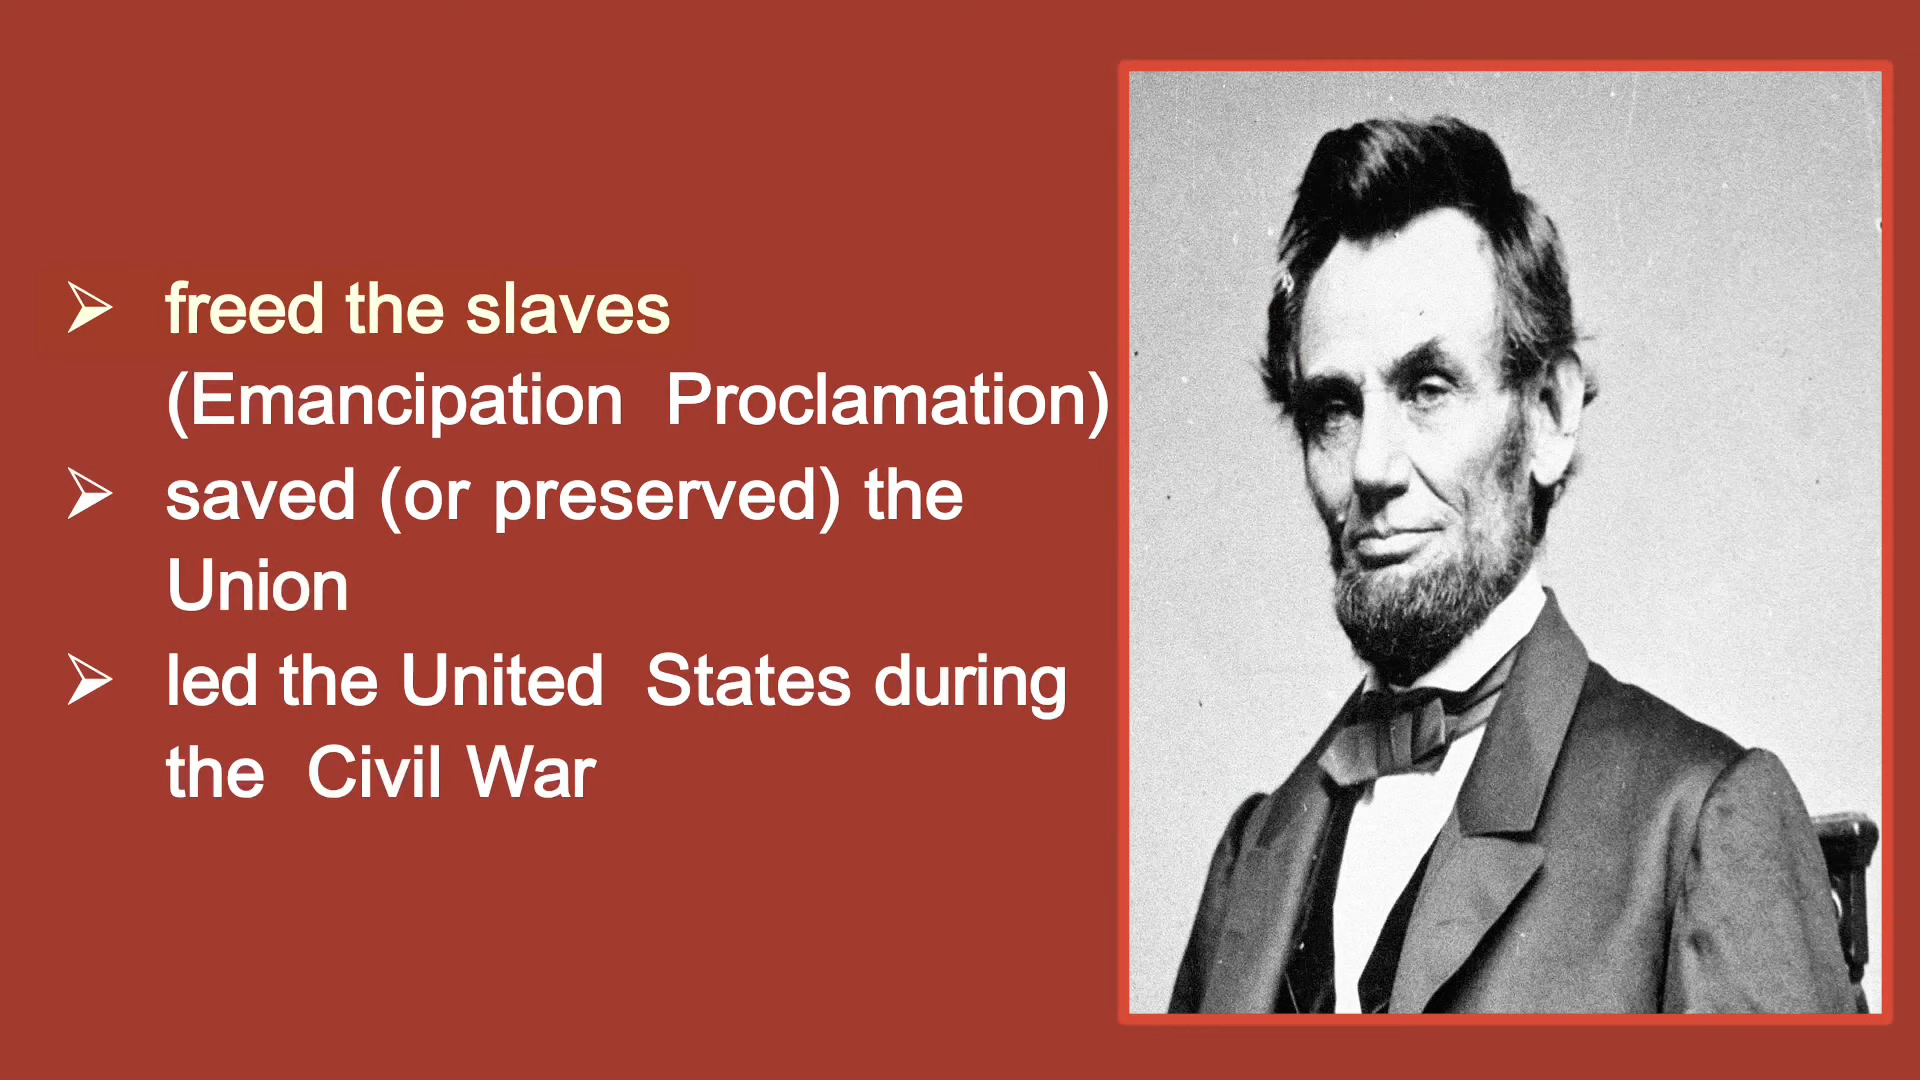 ➢ freed the slaves
(Emancipation Proclamation)
➢ saved (or preserved) the
Union
➢ led the United States during
the Civil War